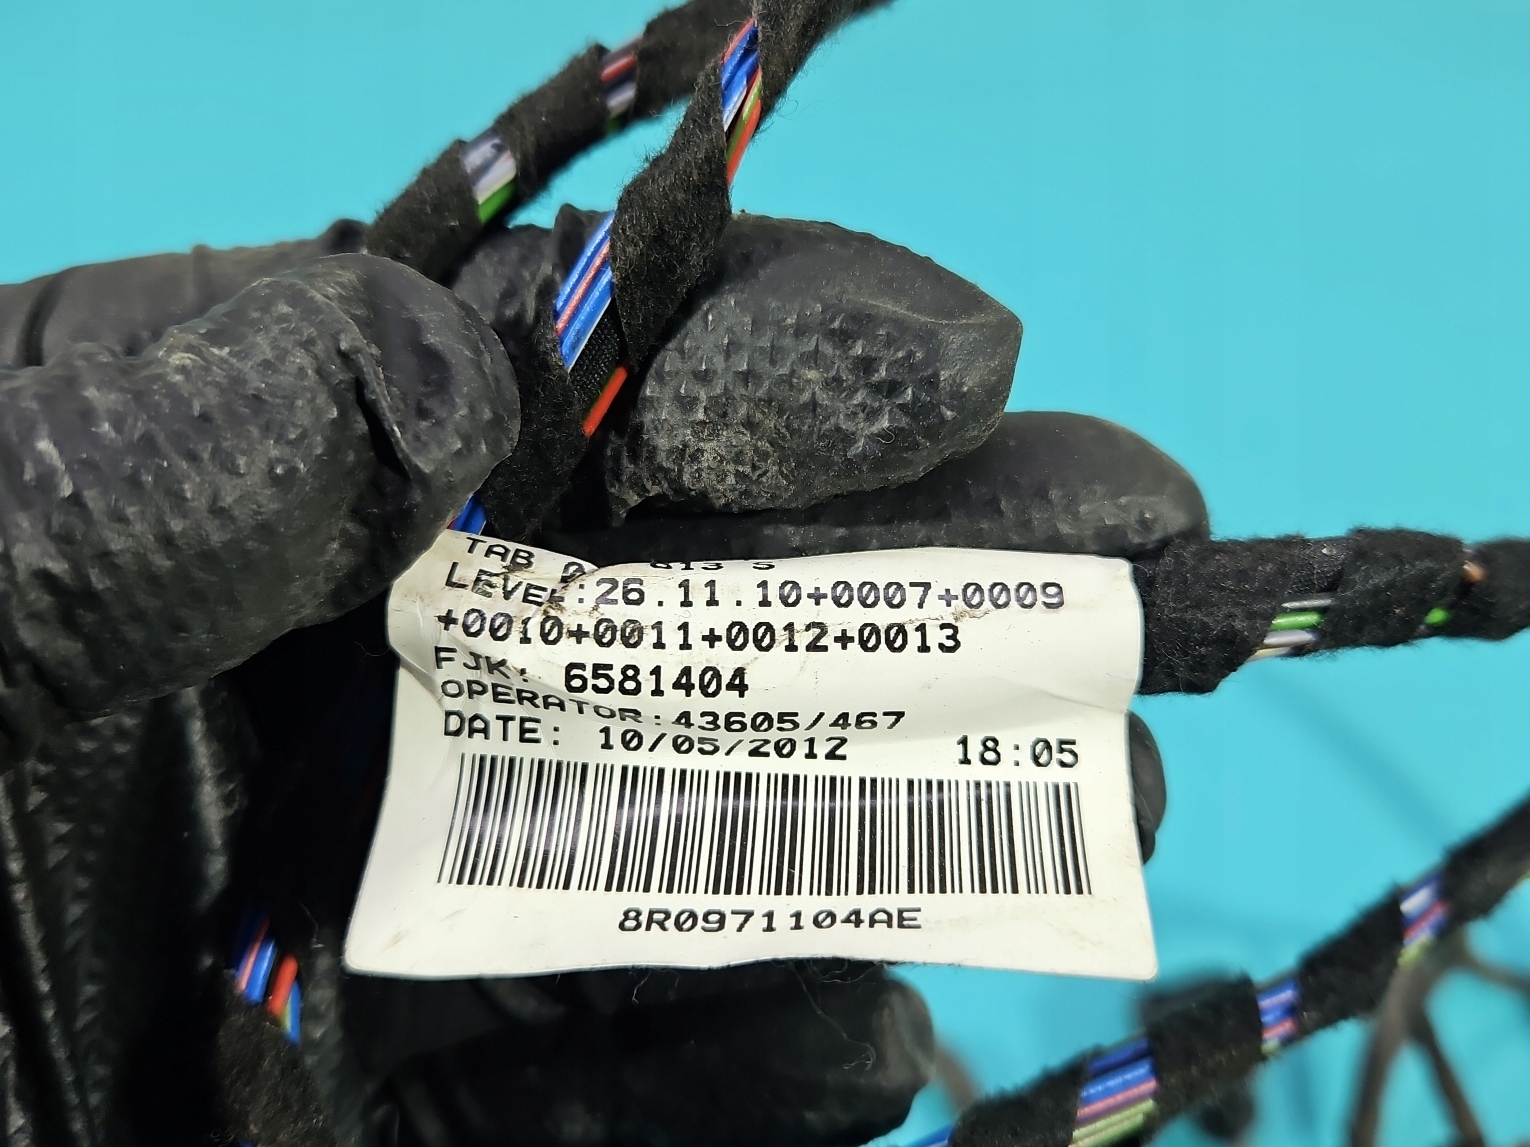 TAB
LEVEL:26.11.10+0007+0009
+0010+0011+0012+0013
FJK: 6581404
OPERATOR:43605/467
DATE: 10/05/2012 18:05
8R0971104AE